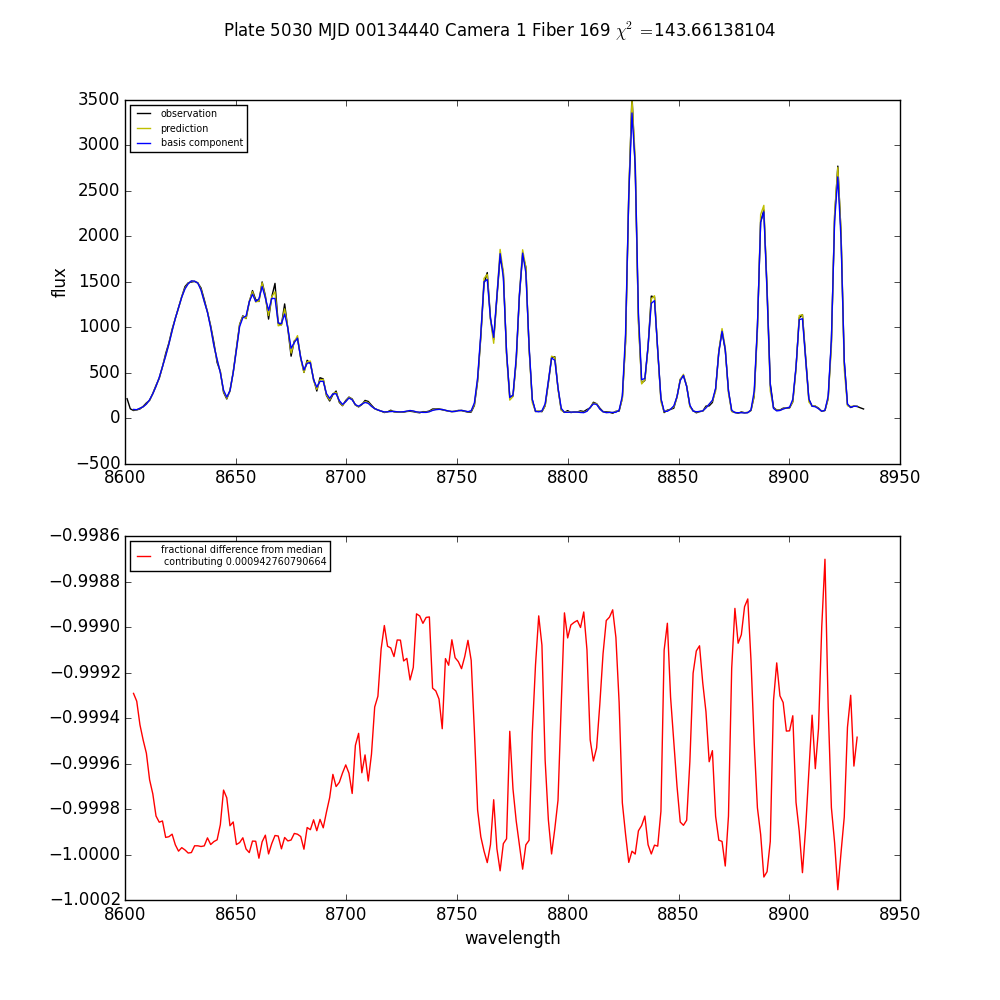 Plate 5030 MJD 00134440 Camera 1 Fiber 169 χ² =143.66138104
3500
3000
2500
2000
1500
1000
500
0
−500
flux
observation
prediction
basis component
8600 8650 8700 8750 8800 8850 8900 8950
−0.9986
−0.9988
−0.9990
−0.9992
−0.9994
−0.9996
−0.9998
−1.0000
−1.0002
fractional difference from median
contributing 0.000942760790664
8600 8650 8700 8750 8800 8850 8900 8950
wavelength